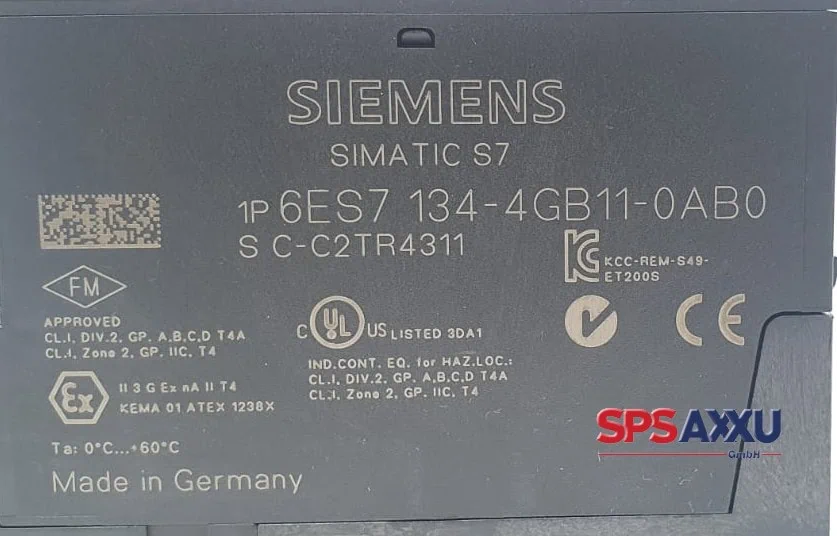 SIEMENS
SIMATIC S7
1P 6ES7 134-4GB11-0AB0
S C-C2TR4311
KCC-REM-S49-
ET200S
FM
APPROVED
CL.I, DIV.2, GP. A,B,C,D T4A
CL.I, Zone 2, GP. IIC, T4
C UL US LISTED 3DA1
IND.CONT. EQ. for HAZ.LOC.:
CL.I, DIV.2, GP. A,B,C,D T4A
CL.I, Zone 2, GP. IIC, T4
CE
Ex
II 3 G Ex nA II T4
KEMA 01 ATEX 1238X
Ta: 0°C...+60°C
Made in Germany
SPSAXXU
GmbH